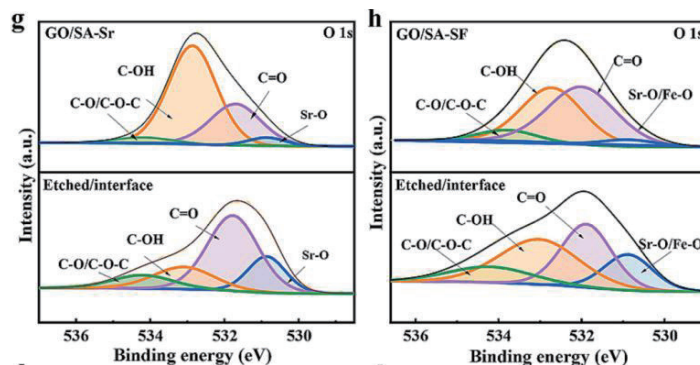 g
GO/SA-Sr
O 1s
C-OH
C=O
C-O/C-O-C
Sr-O
Etched/interface
C=O
C-OH
C-O/C-O-C
Sr-O
Intensity (a.u.)
536 534 532 530
Binding energy (eV)
h
GO/SA-SF
O 1s
C-OH
C=O
C-O/C-O-C
Sr-O/Fe-O
Etched/interface
C=O
C-OH
C-O/C-O-C
Sr-O/Fe-O
Intensity (a.u.)
536 534 532 530
Binding energy (eV)